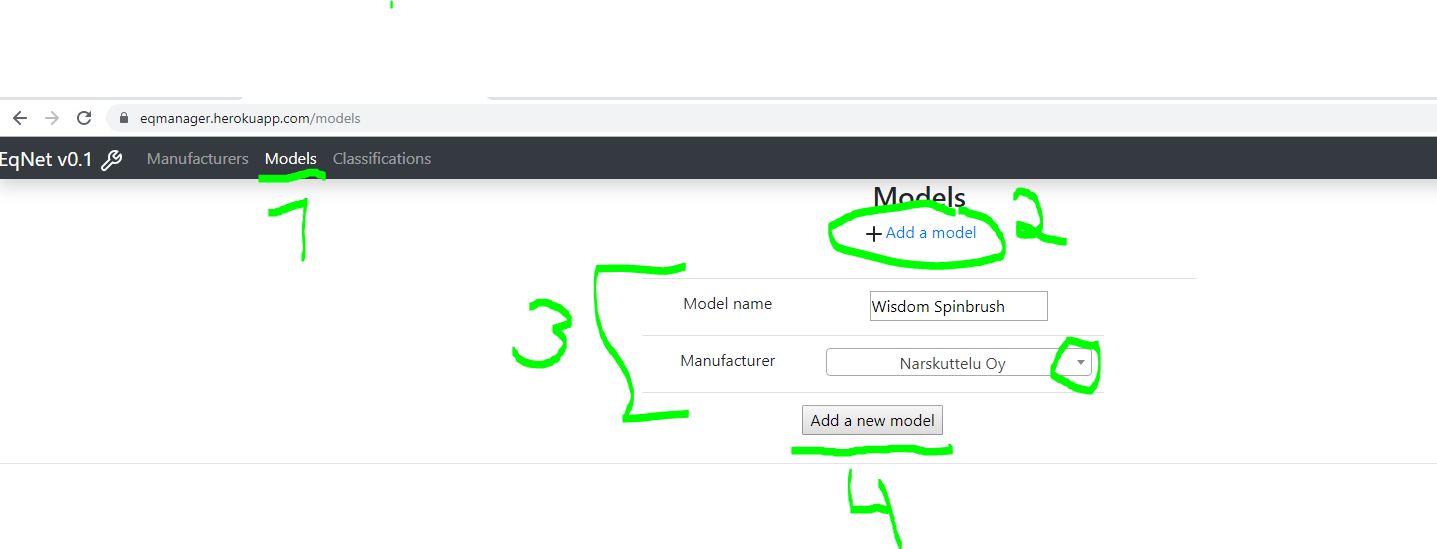 eqmanager.herokuapp.com/models
EqNet v0.1 Manufacturers Models Classifications
1
Models
2
+ Add a model
3
Model name Wisdom Spinbrush
Manufacturer Narskuttelu Oy
Add a new model
4